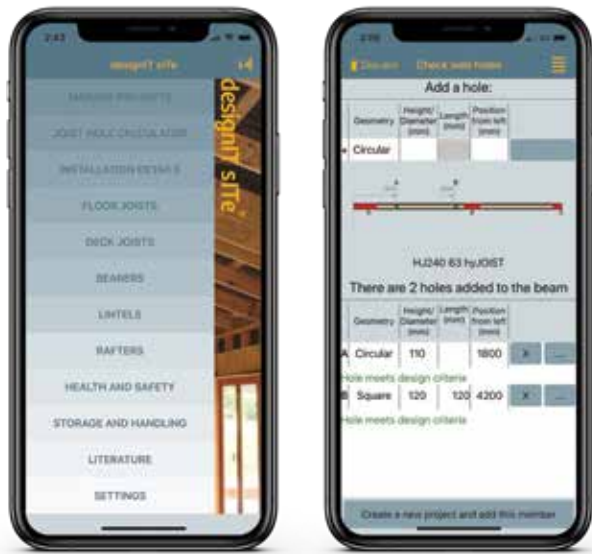 2:43
designIT sITe
MANAGE PROJECTS
JOIST HOLE CALCULATOR
INSTALLATION DETAILS
FLOOR JOISTS
DECK JOISTS
BEARERS
LINTELS
RAFTERS
HEALTH AND SAFETY
STORAGE AND HANDLING
LITERATURE
SETTINGS
designIT sITe
Discard
Check web holes
Add a hole:
Geometry Height/ Diameter (mm) Length (mm) Position from left (mm)
+ Circular
A B
HJ240 63 hyJOIST
There are 2 holes added to the beam
Geometry Height/ Diameter (mm) Length (mm) Position from left (mm)
A Circular 110 1800 X ...
Hole meets design criteria
B Square 120 120 4200 X ...
Hole meets design criteria
Create a new project and add this member